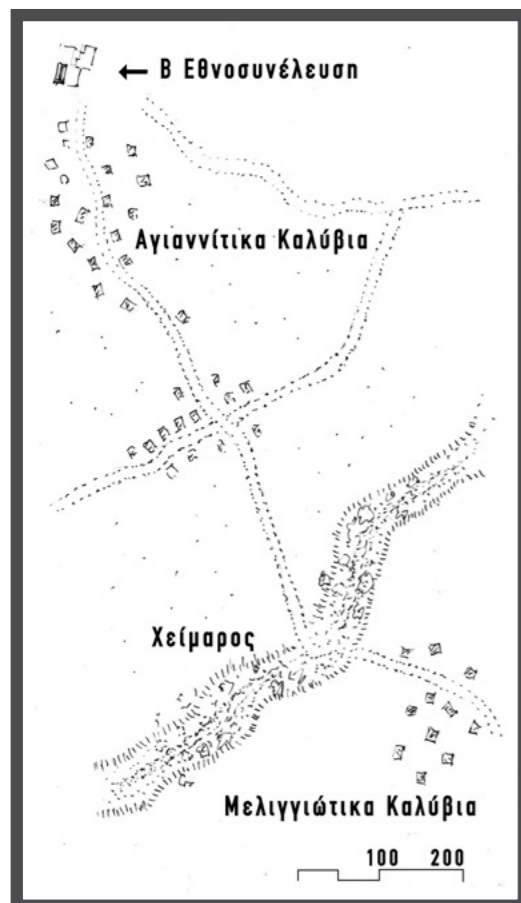 Β Εθνοσυνέλευση
Αγιαννίτικα Καλύβια
Χείμαρος
Μελιγγιώτικα Καλύβια
100 200